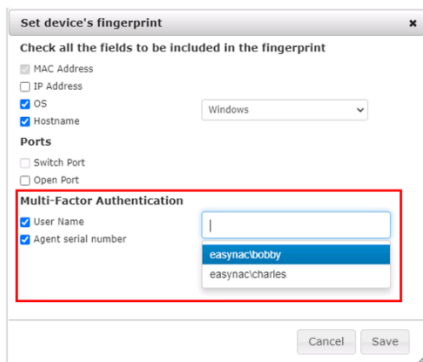 Set device's fingerprint
Check all the fields to be included in the fingerprint
MAC Address
IP Address
OS
Windows
Hostname
Ports
Switch Port
Open Port
Multi-Factor Authentication
User Name
Agent serial number
easynac\bobby
easynac\charles
Cancel Save